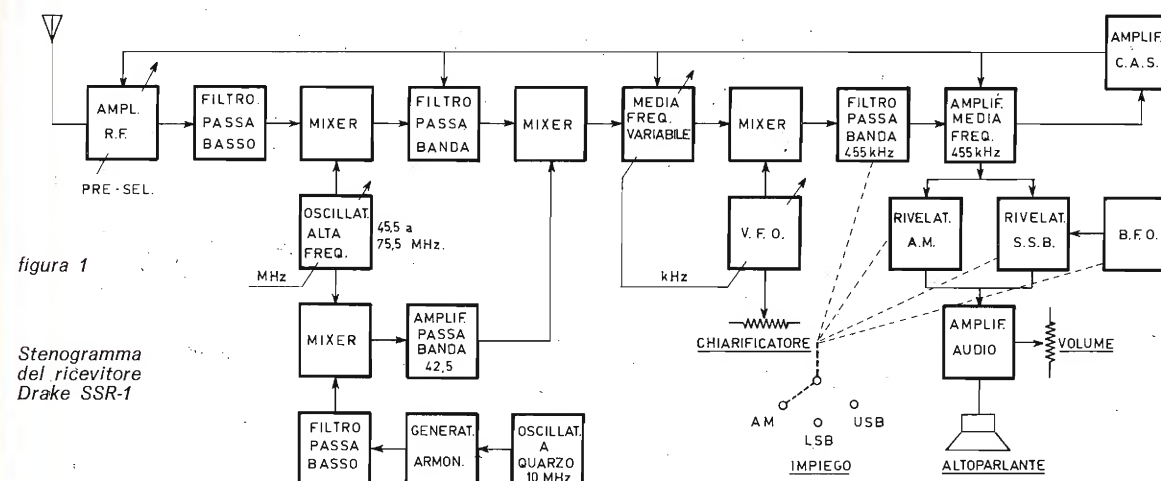 AMPLIF.
C.A.S.
AMPL.
R.F.
FILTRO.
PASSA
BASSO
MIXER
FILTRO
PASSA
BANDA
MIXER
MEDIA
FREQ.
VARIABILE
MIXER
FILTRO
PASSA
BANDA
455 kHz
AMPLIF.
MEDIA
FREQ.
455 kHz
PRE-SEL.
OSCILLAT.
ALTA
FREQ.
45,5 a
75,5 MHz.
MHz
kHz
V.F.O.
RIVELAT.
A.M.
RIVELAT.
S.S.B.
B.F.O.
figura 1
MIXER
AMPLIF.
PASSA
BANDA
42,5
CHIARIFICATORE
AMPLIF.
AUDIO
VOLUME
Stenogramma
del ricevitore
Drake SSR-1
FILTRO
PASSA
BASSO
GENERAT.
ARMON.
OSCILLAT.
A
QUARZO
10 MHz
AM
LSB
USB
IMPIEGO
ALTOPARLANTE